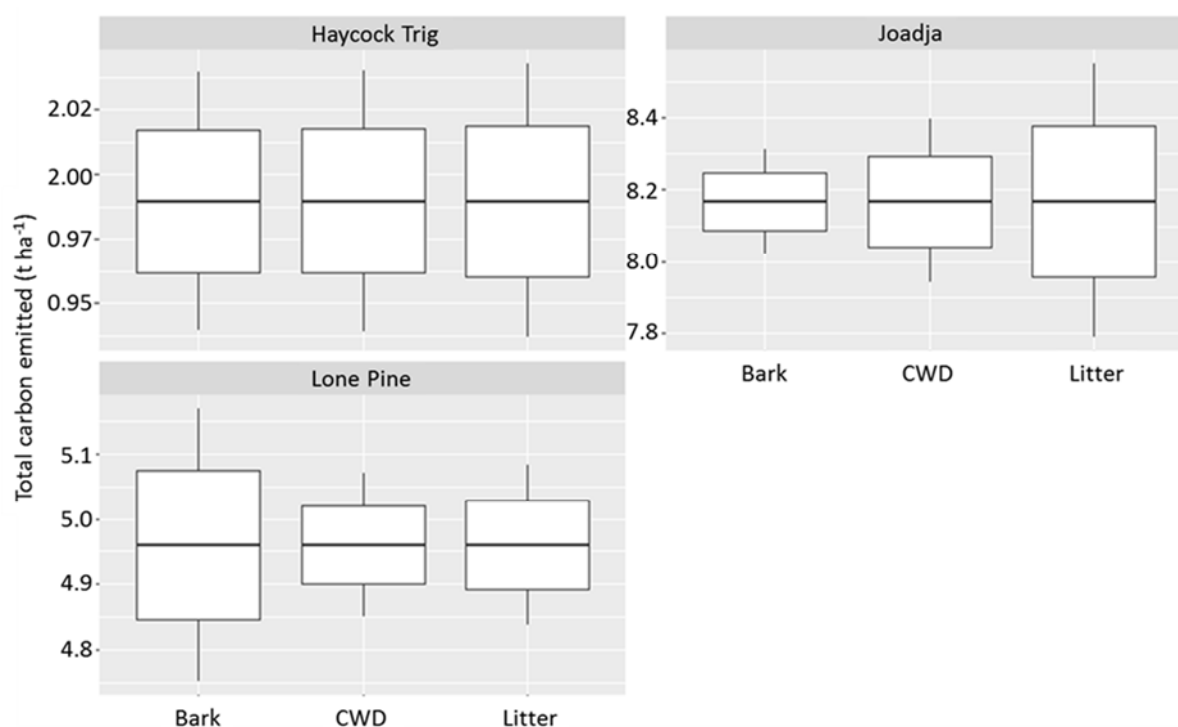 Haycock Trig
Joadja
Total carbon emitted (t ha⁻¹)
2.02
2.00
0.97
0.95
8.4
8.2
8.0
7.8
Bark CWD Litter
Lone Pine
5.1
5.0
4.9
4.8
Bark CWD Litter